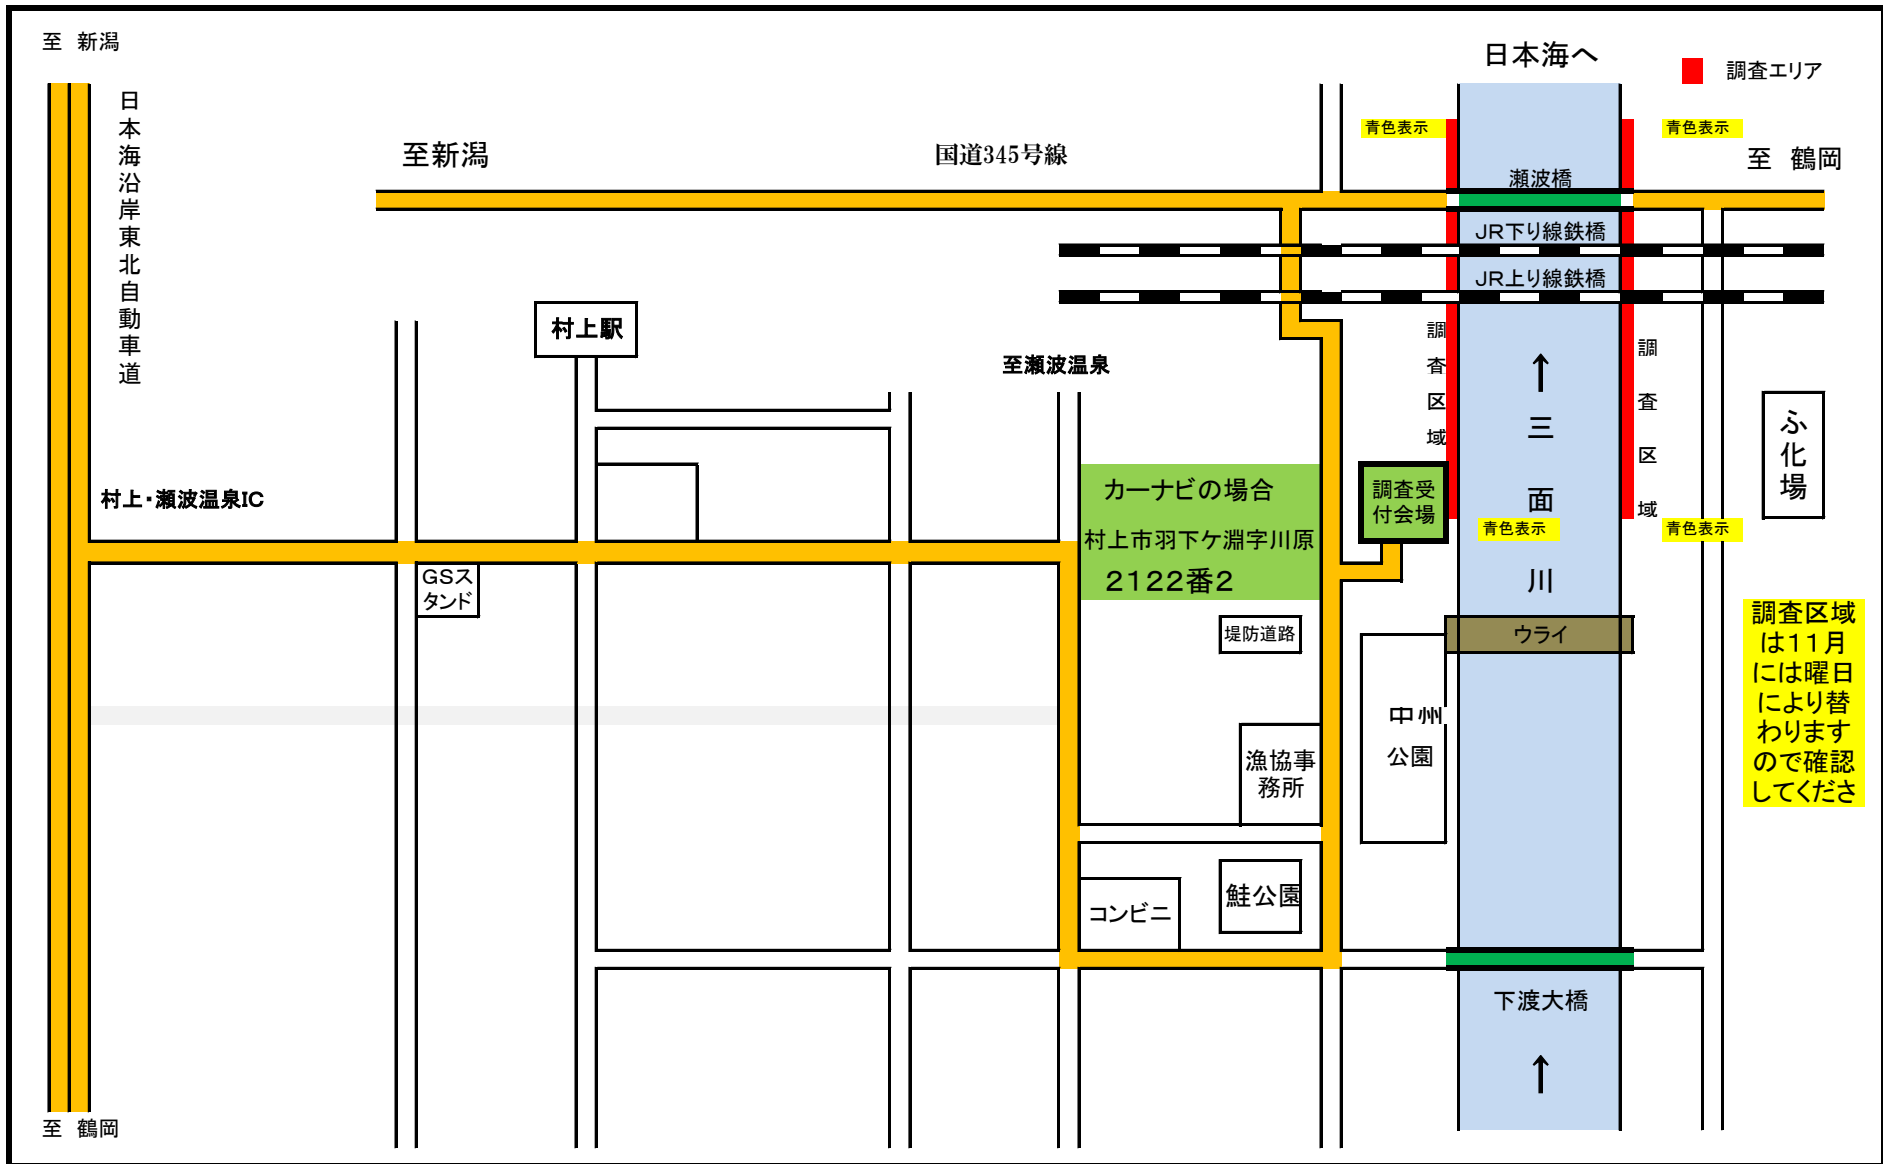 至 新潟
日本海沿岸東北自動車道
至新潟
国道345号線
日本海へ
調査エリア
青色表示
青色表示
至 鶴岡
瀬波橋
JR下り線鉄橋
JR上り線鉄橋
村上駅
至瀬波温泉
調査区域
調査区域
↑
三面川
ふ化場
村上・瀬波温泉IC
カーナビの場合
村上市羽下ケ淵字川原
2122番2
調査受
付会場
青色表示
青色表示
GSス
タンド
堤防道路
ウライ
調査区域
は11月
には曜日
により替
わります
ので確認
してくださ
中州
公園
漁協事
務所
コンビニ
鮭公園
下渡大橋
↑
至 鶴岡